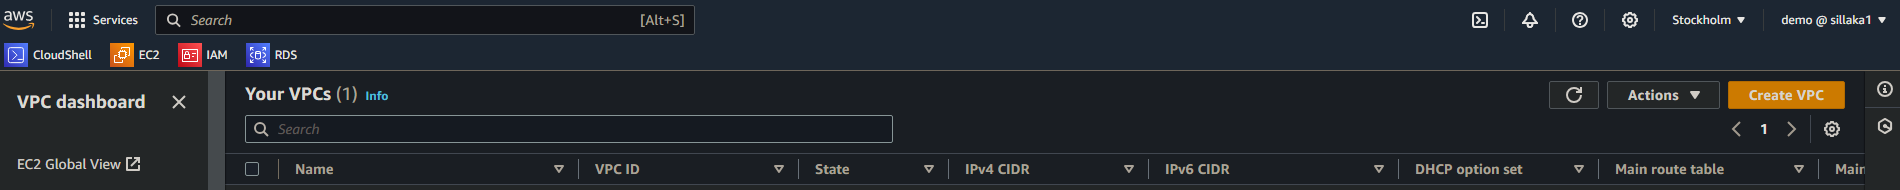 aws Services Search [Alt+S] Stockholm ▼ demo @ sillaka1 ▼
CloudShell EC2 IAM RDS
VPC dashboard
EC2 Global View
Your VPCs (1) Info Actions ▼ Create VPC
Search 1
Name VPC ID State IPv4 CIDR IPv6 CIDR DHCP option set Main route table Main